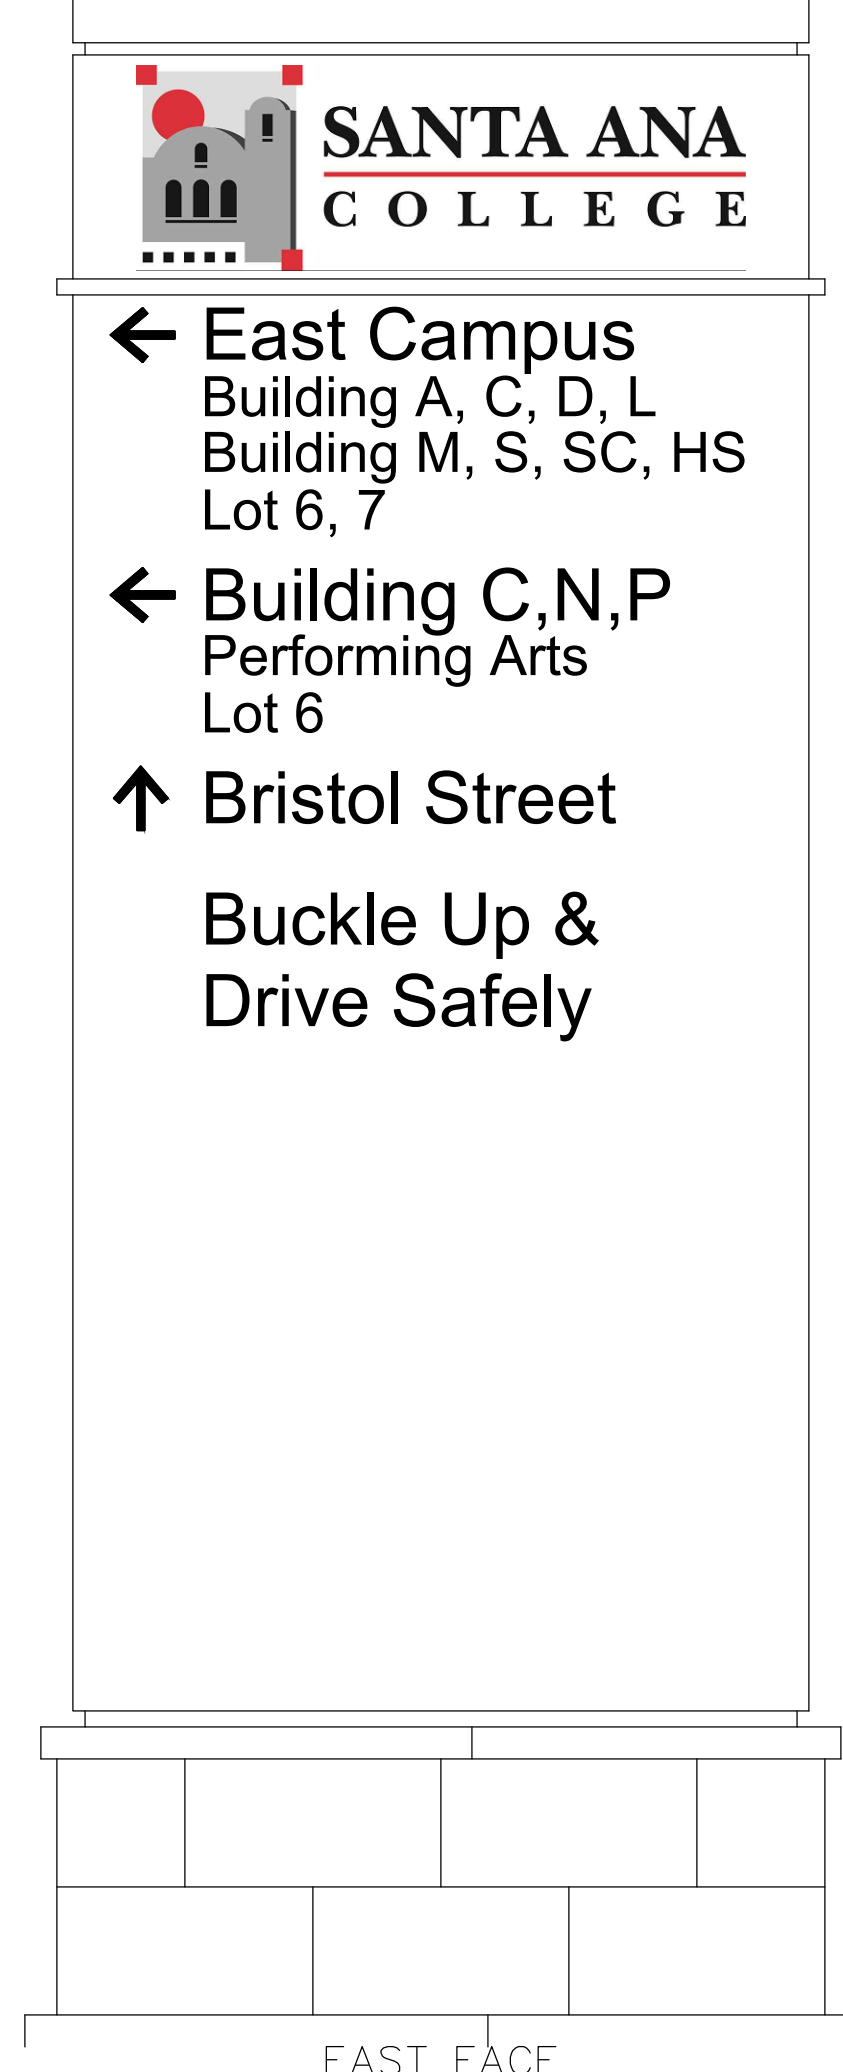 SANTA ANA
COLLEGE
← East Campus
Building A, C, D, L
Building M, S, SC, HS
Lot 6, 7
← Building C,N,P
Performing Arts
Lot 6
↑ Bristol Street
Buckle Up &
Drive Safely
EAST FACE